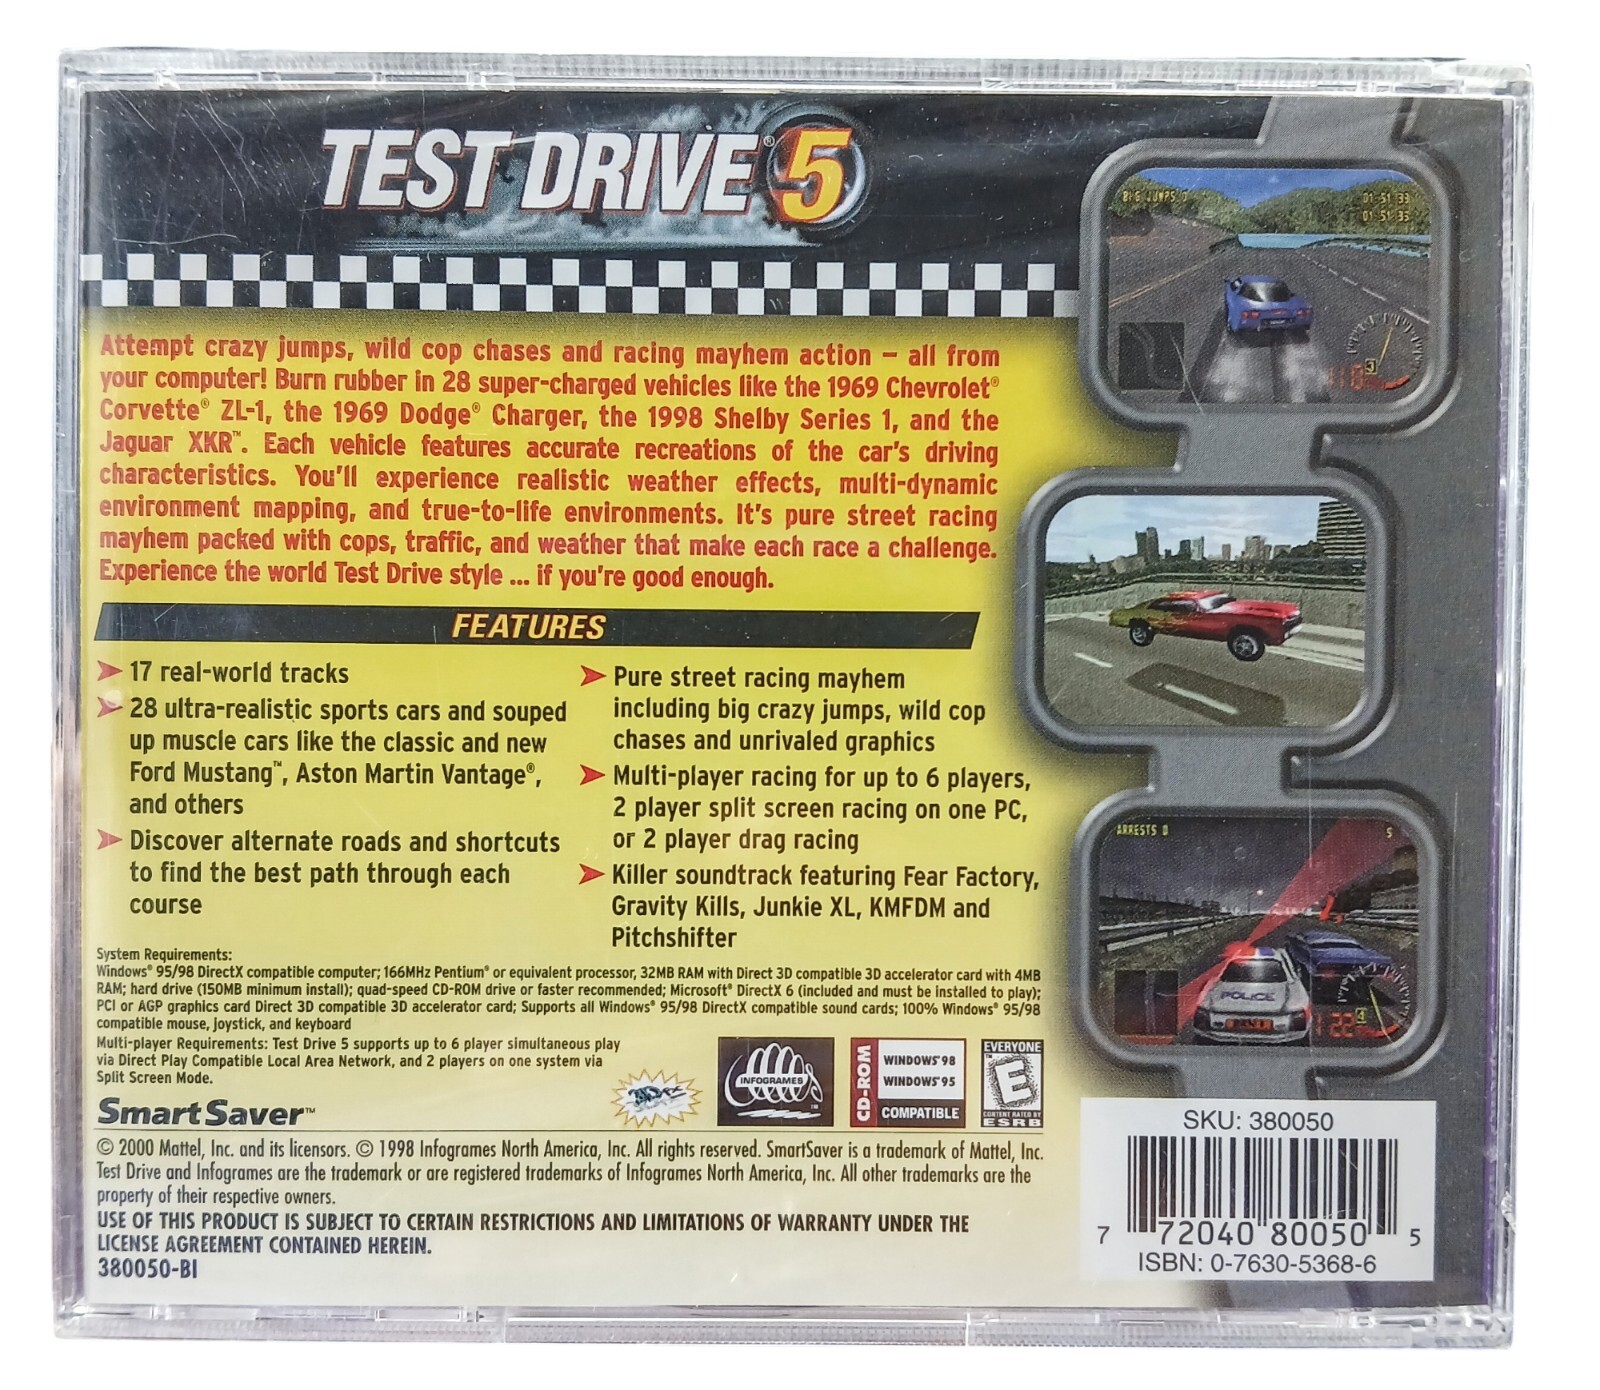 TEST DRIVE® 5
Attempt crazy jumps, wild cop chases and racing mayhem action – all from
your computer! Burn rubber in 28 super-charged vehicles like the 1969 Chevrolet®
Corvette® ZL-1, the 1969 Dodge® Charger, the 1998 Shelby Series 1, and the
Jaguar XKR™. Each vehicle features accurate recreations of the car's driving
characteristics. You'll experience realistic weather effects, multi-dynamic
environment mapping, and true-to-life environments. It's pure street racing
mayhem packed with cops, traffic, and weather that make each race a challenge.
Experience the world Test Drive style ... if you're good enough.
FEATURES
17 real-world tracks
28 ultra-realistic sports cars and souped
up muscle cars like the classic and new
Ford Mustang™, Aston Martin Vantage®,
and others
Discover alternate roads and shortcuts
to find the best path through each
course
Pure street racing mayhem
including big crazy jumps, wild cop
chases and unrivaled graphics
Multi-player racing for up to 6 players,
2 player split screen racing on one PC,
or 2 player drag racing
Killer soundtrack featuring Fear Factory,
Gravity Kills, Junkie XL, KMFDM and
Pitchshifter
System Requirements:
Windows® 95/98 DirectX compatible computer; 166MHz Pentium® or equivalent processor, 32MB RAM with Direct 3D compatible 3D accelerator card with 4MB
RAM; hard drive (150MB minimum install); quad-speed CD-ROM drive or faster recommended; Microsoft® DirectX 6 (included and must be installed to play);
PCI or AGP graphics card Direct 3D compatible 3D accelerator card; Supports all Windows® 95/98 DirectX compatible sound cards; 100% Windows® 95/98
compatible mouse, joystick, and keyboard
Multi-player Requirements: Test Drive 5 supports up to 6 player simultaneous play
via Direct Play Compatible Local Area Network, and 2 players on one system via
Split Screen Mode.
SmartSaver™
INFOGRAMES
CD-ROM
WINDOWS® 98
WINDOWS® 95
COMPATIBLE
EVERYONE
E
CONTENT RATED BY
ESRB
© 2000 Mattel, Inc. and its licensors. © 1998 Infogrames North America, Inc. All rights reserved. SmartSaver is a trademark of Mattel, Inc.
Test Drive and Infogrames are the trademark or are registered trademarks of Infogrames North America, Inc. All other trademarks are the
property of their respective owners.
USE OF THIS PRODUCT IS SUBJECT TO CERTAIN RESTRICTIONS AND LIMITATIONS OF WARRANTY UNDER THE
LICENSE AGREEMENT CONTAINED HEREIN.
380050-BI
BIG JUMPS
01 51 33
01 51 33
ARRESTS 0
5
POLICE
SKU: 380050
7 72040 80050 5
ISBN: 0-7630-5368-6